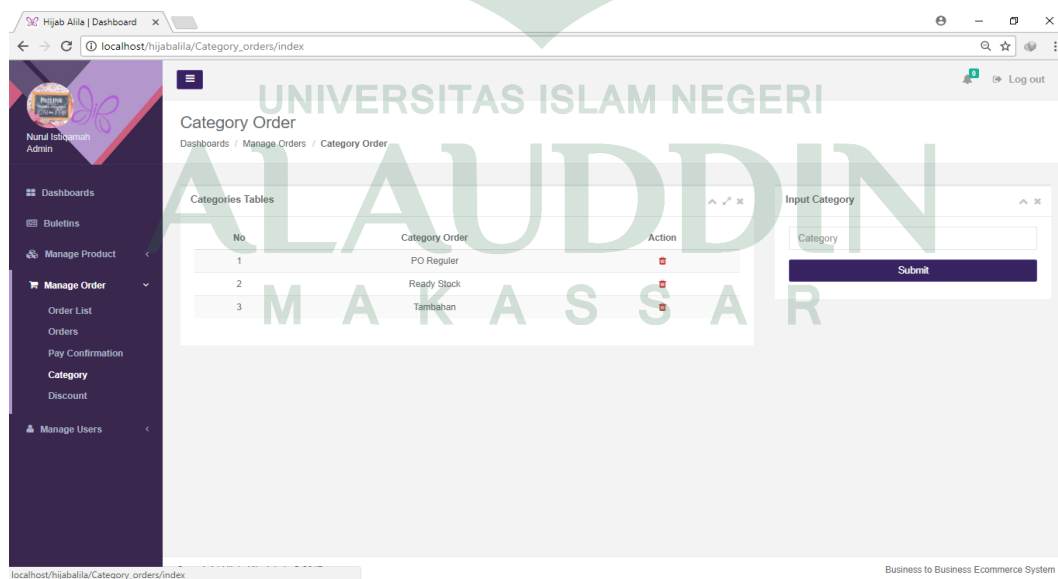 Hijab Alila | Dashboard
localhost/hijabalila/Category_orders/index
Nurul Istiqamah
Admin
0
Log out
UNIVERSITAS ISLAM NEGERI
ALAUDDIN
MAKASSAR
Category Order
Dashboards / Manage Orders / Category Order
Dashboards
Buletins
Manage Product
Manage Order
Order List
Orders
Pay Confirmation
Category
Discount
Manage Users
Categories Tables
No Category Order Action
1 PO Reguler
2 Ready Stock
3 Tambahan
Input Category
Category
Submit
Business to Business Ecommerce System
localhost/hijabalila/Category_orders/index